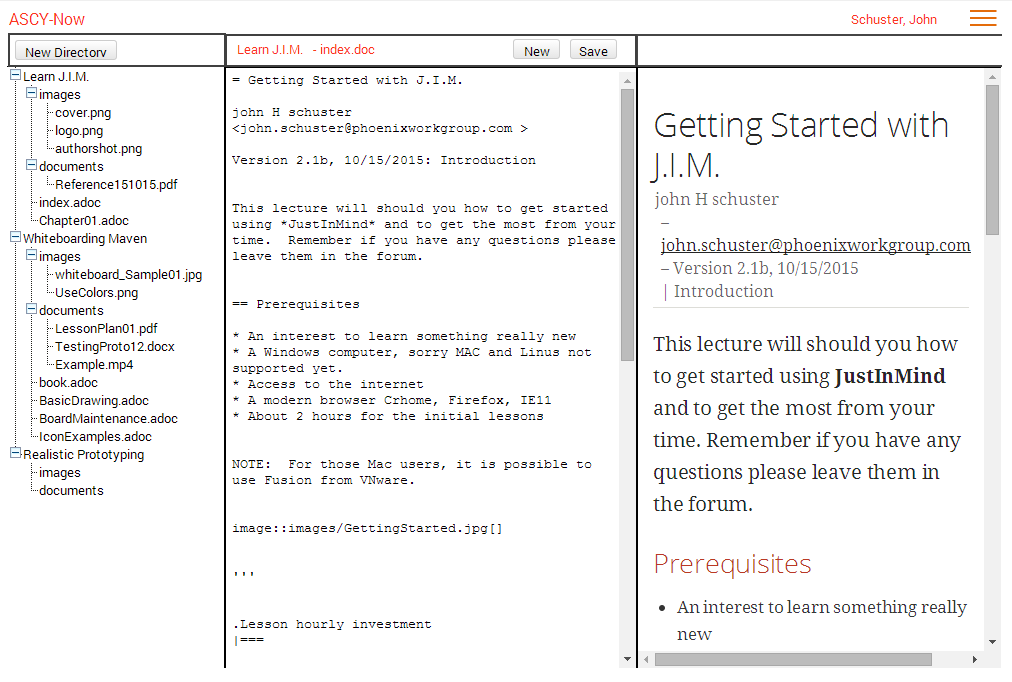 ASCY-Now
Schuster, John
New Directory
Learn J.I.M. - index.doc
New
Save
Learn J.I.M.
images
cover.png
logo.png
authorshot.png
documents
Reference151015.pdf
index.adoc
Chapter01.adoc
Whiteboarding Maven
images
whiteboard_Sample01.jpg
UseColors.png
documents
LessonPlan01.pdf
TestingProto12.docx
Example.mp4
book.adoc
BasicDrawing.adoc
BoardMaintenance.adoc
IconExamples.adoc
Realistic Prototyping
images
documents
= Getting Started with J.I.M.
john H schuster
<john.schuster@phoenixworkgroup.com >
Version 2.1b, 10/15/2015: Introduction
This lecture will should you how to get started
using *JustInMind* and to get the most from your
time.  Remember if you have any questions please
leave them in the forum.
== Prerequisites
* An interest to learn something really new
* A Windows computer, sorry MAC and Linus not
supported yet.
* Access to the internet
* A modern browser Crhome, Firefox, IE11
* About 2 hours for the initial lessons
NOTE:  For those Mac users, it is possible to
use Fusion from VNware.
image::images/GettingStarted.jpg[]
'''
.Lesson hourly investment
|===
Getting Started with
J.I.M.
john H schuster
–
john.schuster@phoenixworkgroup.com
– Version 2.1b, 10/15/2015
| Introduction
This lecture will should you how
to get started using JustInMind
and to get the most from your
time. Remember if you have any
questions please leave them in
the forum.
Prerequisites
• An interest to learn something really
new